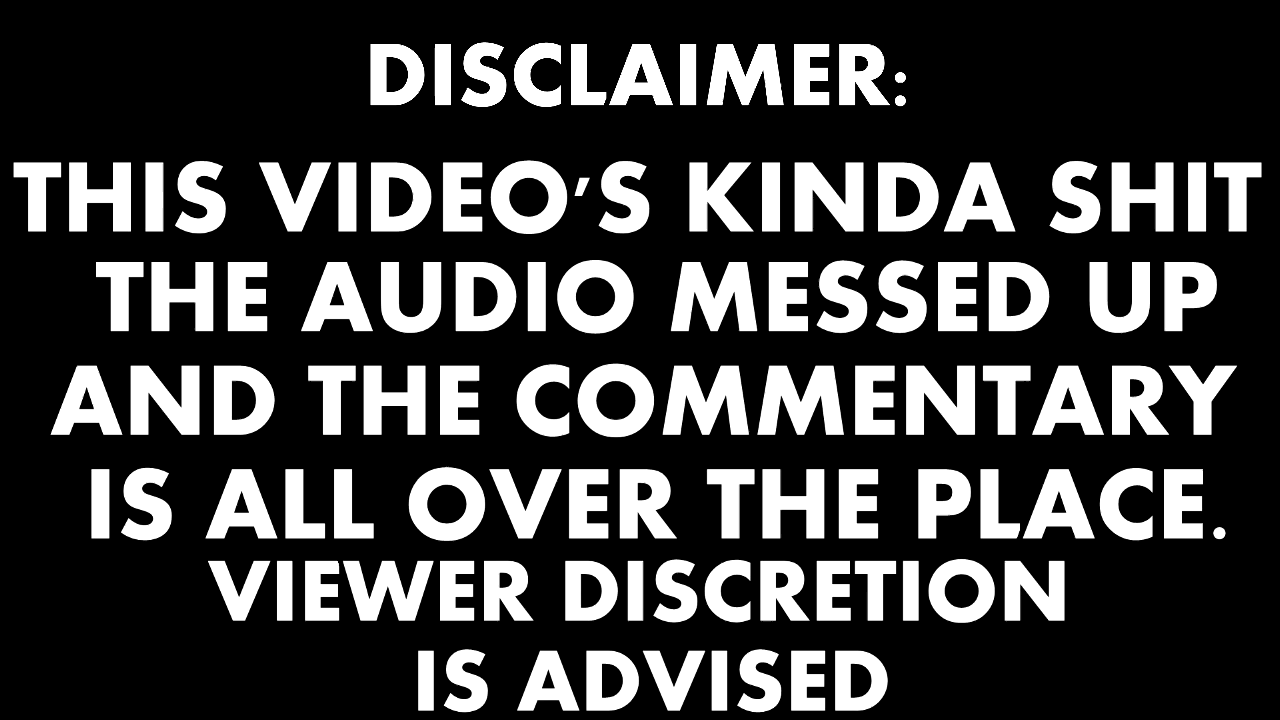 DISCLAIMER:
THIS VIDEO'S KINDA SHIT
THE AUDIO MESSED UP
AND THE COMMENTARY
IS ALL OVER THE PLACE.
VIEWER DISCRETION
IS ADVISED